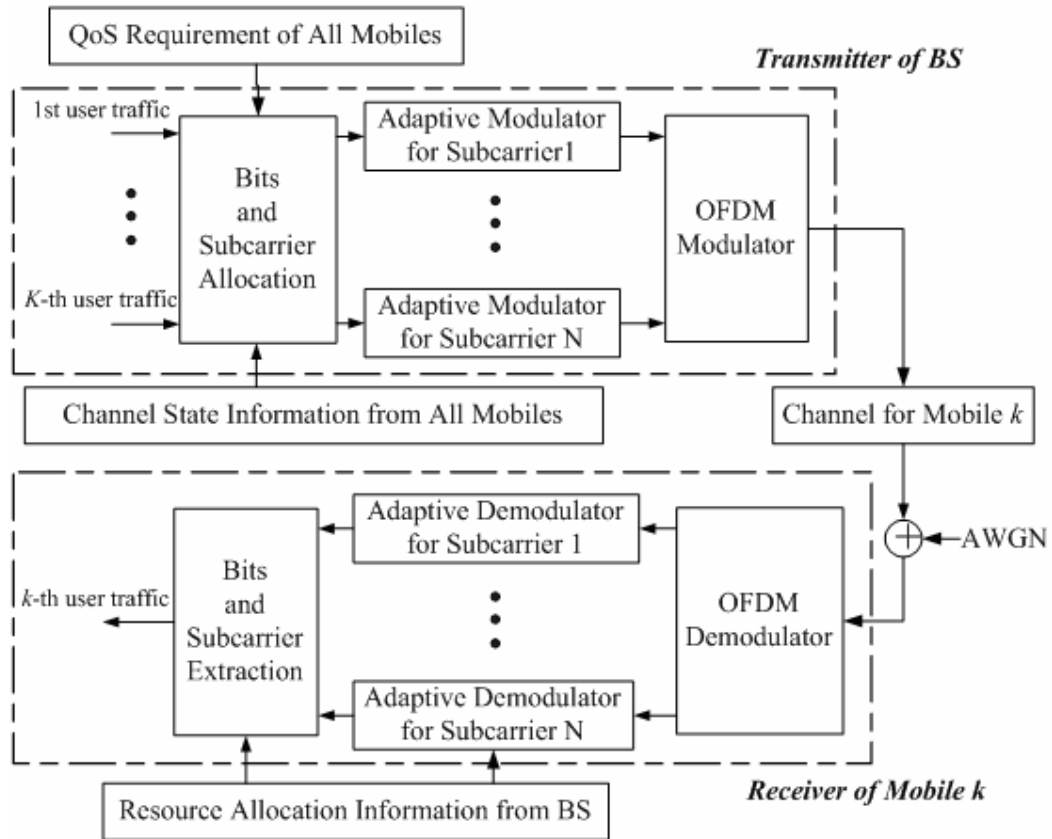 QoS Requirement of All Mobiles
Transmitter of BS
1st user traffic
K-th user traffic
Bits
and
Subcarrier
Allocation
Adaptive Modulator
for Subcarrier1
Adaptive Modulator
for Subcarrier N
OFDM
Modulator
Channel State Information from All Mobiles
Channel for Mobile k
AWGN
k-th user traffic
Bits
and
Subcarrier
Extraction
Adaptive Demodulator
for Subcarrier 1
Adaptive Demodulator
for Subcarrier N
OFDM
Demodulator
Resource Allocation Information from BS
Receiver of Mobile k